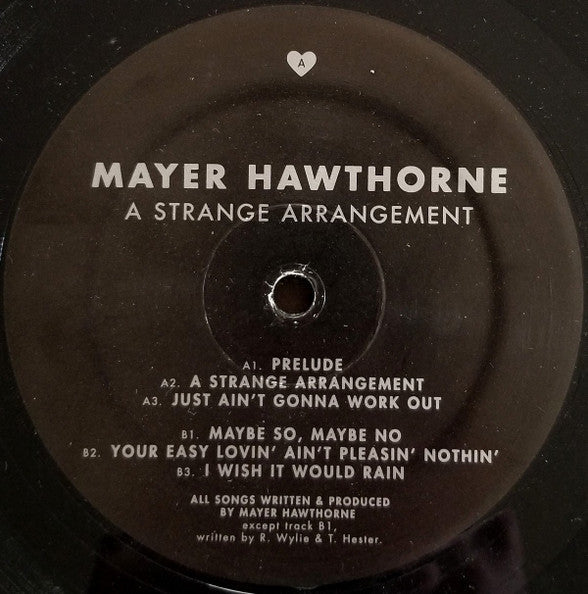 A
MAYER HAWTHORNE
A STRANGE ARRANGEMENT
A1. PRELUDE
A2. A STRANGE ARRANGEMENT
A3. JUST AIN'T GONNA WORK OUT
B1. MAYBE SO, MAYBE NO
B2. YOUR EASY LOVIN' AIN'T PLEASIN' NOTHIN'
B3. I WISH IT WOULD RAIN
ALL SONGS WRITTEN & PRODUCED
BY MAYER HAWTHORNE
except track B1,
written by R. Wylie & T. Hester.